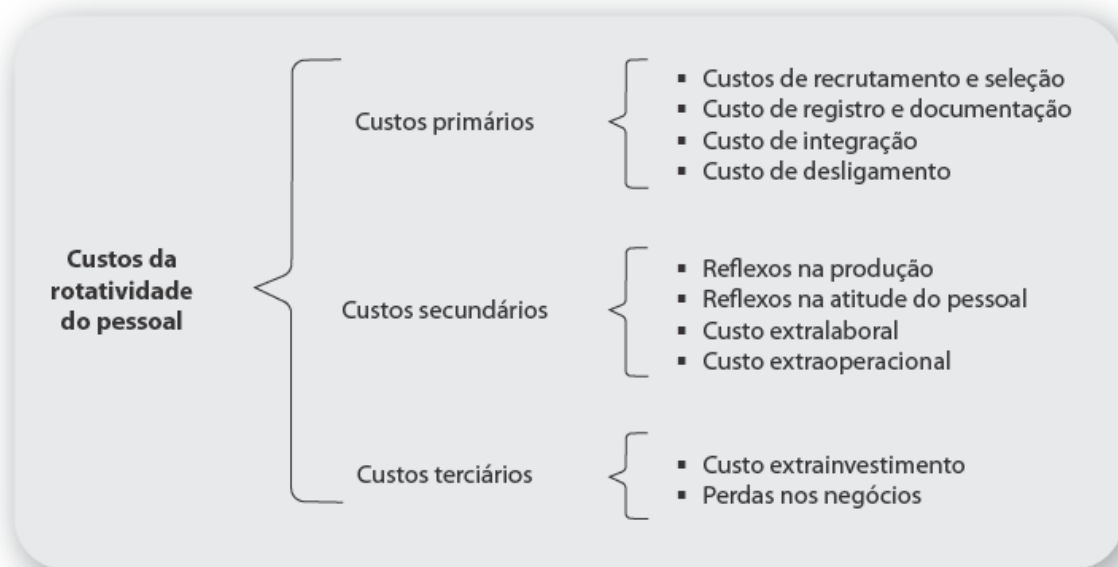 Custos da
rotatividade
do pessoal
Custos primários
▪ Custos de recrutamento e seleção
▪ Custo de registro e documentação
▪ Custo de integração
▪ Custo de desligamento
Custos secundários
▪ Reflexos na produção
▪ Reflexos na atitude do pessoal
▪ Custo extralaboral
▪ Custo extraoperacional
Custos terciários
▪ Custo extrainvestimento
▪ Perdas nos negócios